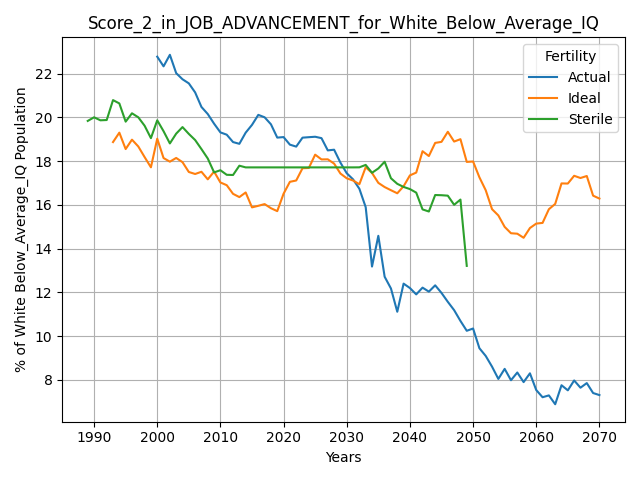 Score_2_in_JOB_ADVANCEMENT_for_White_Below_Average_IQ
Fertility
Actual
Ideal
Sterile
% of White Below_Average_IQ Population
22
20
18
16
14
12
10
8
1990 2000 2010 2020 2030 2040 2050 2060 2070
Years